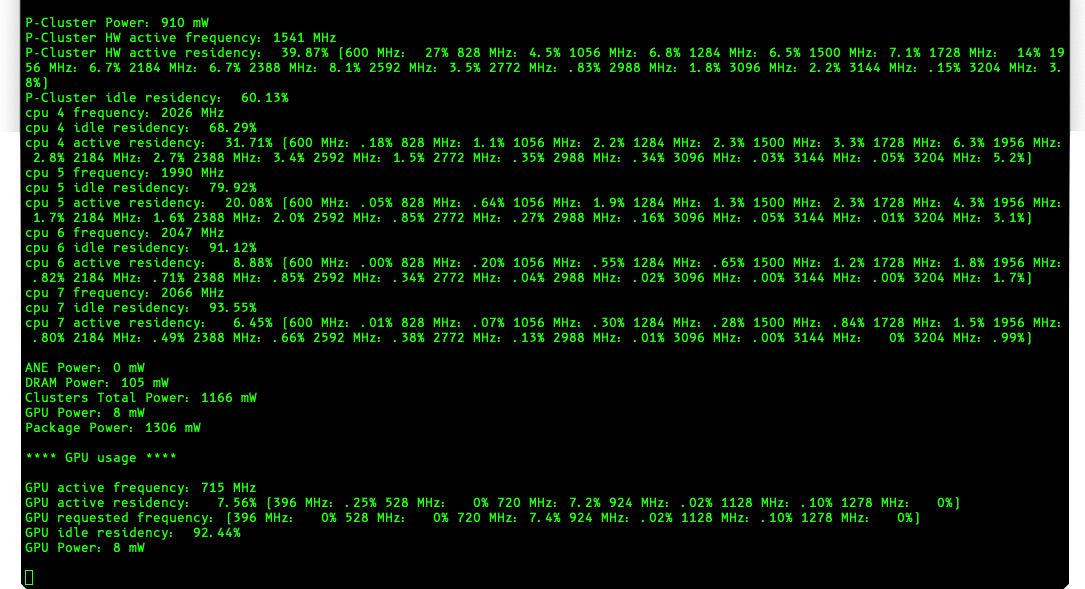 P-Cluster Power: 910 mW
P-Cluster HW active frequency: 1541 MHz
P-Cluster HW active residency:  39.87% [600 MHz:  27% 828 MHz: 4.5% 1056 MHz: 6.8% 1284 MHz: 6.5% 1500 MHz: 7.1% 1728 MHz:  14% 19
56 MHz: 6.7% 2184 MHz: 6.7% 2388 MHz: 8.1% 2592 MHz: 3.5% 2772 MHz: .83% 2988 MHz: 1.8% 3096 MHz: 2.2% 3144 MHz: .15% 3204 MHz: 3.
8%]
P-Cluster idle residency:  60.13%
cpu 4 frequency: 2026 MHz
cpu 4 idle residency:  68.29%
cpu 4 active residency:  31.71% [600 MHz: .18% 828 MHz: 1.1% 1056 MHz: 2.2% 1284 MHz: 2.3% 1500 MHz: 3.3% 1728 MHz: 6.3% 1956 MHz:
 2.8% 2184 MHz: 2.7% 2388 MHz: 3.4% 2592 MHz: 1.5% 2772 MHz: .35% 2988 MHz: .34% 3096 MHz: .03% 3144 MHz: .05% 3204 MHz: 5.2%]
cpu 5 frequency: 1990 MHz
cpu 5 idle residency:  79.92%
cpu 5 active residency:  20.08% [600 MHz: .05% 828 MHz: .64% 1056 MHz: 1.9% 1284 MHz: 1.3% 1500 MHz: 2.3% 1728 MHz: 4.3% 1956 MHz:
 1.7% 2184 MHz: 1.6% 2388 MHz: 2.0% 2592 MHz: .85% 2772 MHz: .27% 2988 MHz: .16% 3096 MHz: .05% 3144 MHz: .01% 3204 MHz: 3.1%]
cpu 6 frequency: 2047 MHz
cpu 6 idle residency:  91.12%
cpu 6 active residency:   8.88% [600 MHz: .00% 828 MHz: .20% 1056 MHz: .55% 1284 MHz: .65% 1500 MHz: 1.2% 1728 MHz: 1.8% 1956 MHz:
 .82% 2184 MHz: .71% 2388 MHz: .85% 2592 MHz: .34% 2772 MHz: .04% 2988 MHz: .02% 3096 MHz: .00% 3144 MHz: .00% 3204 MHz: 1.7%]
cpu 7 frequency: 2066 MHz
cpu 7 idle residency:  93.55%
cpu 7 active residency:   6.45% [600 MHz: .01% 828 MHz: .07% 1056 MHz: .30% 1284 MHz: .28% 1500 MHz: .84% 1728 MHz: 1.5% 1956 MHz:
 .80% 2184 MHz: .49% 2388 MHz: .66% 2592 MHz: .38% 2772 MHz: .13% 2988 MHz: .01% 3096 MHz: .00% 3144 MHz:   0% 3204 MHz: .99%]
ANE Power: 0 mW
DRAM Power: 105 mW
Clusters Total Power: 1166 mW
GPU Power: 8 mW
Package Power: 1306 mW
**** GPU usage ****
GPU active frequency: 715 MHz
GPU active residency:   7.56% [396 MHz: .25% 528 MHz:   0% 720 MHz: 7.2% 924 MHz: .02% 1128 MHz: .10% 1278 MHz:   0%]
GPU requested frequency: [396 MHz:   0% 528 MHz:   0% 720 MHz: 7.4% 924 MHz: .02% 1128 MHz: .10% 1278 MHz:   0%]
GPU idle residency:  92.44%
GPU Power: 8 mW